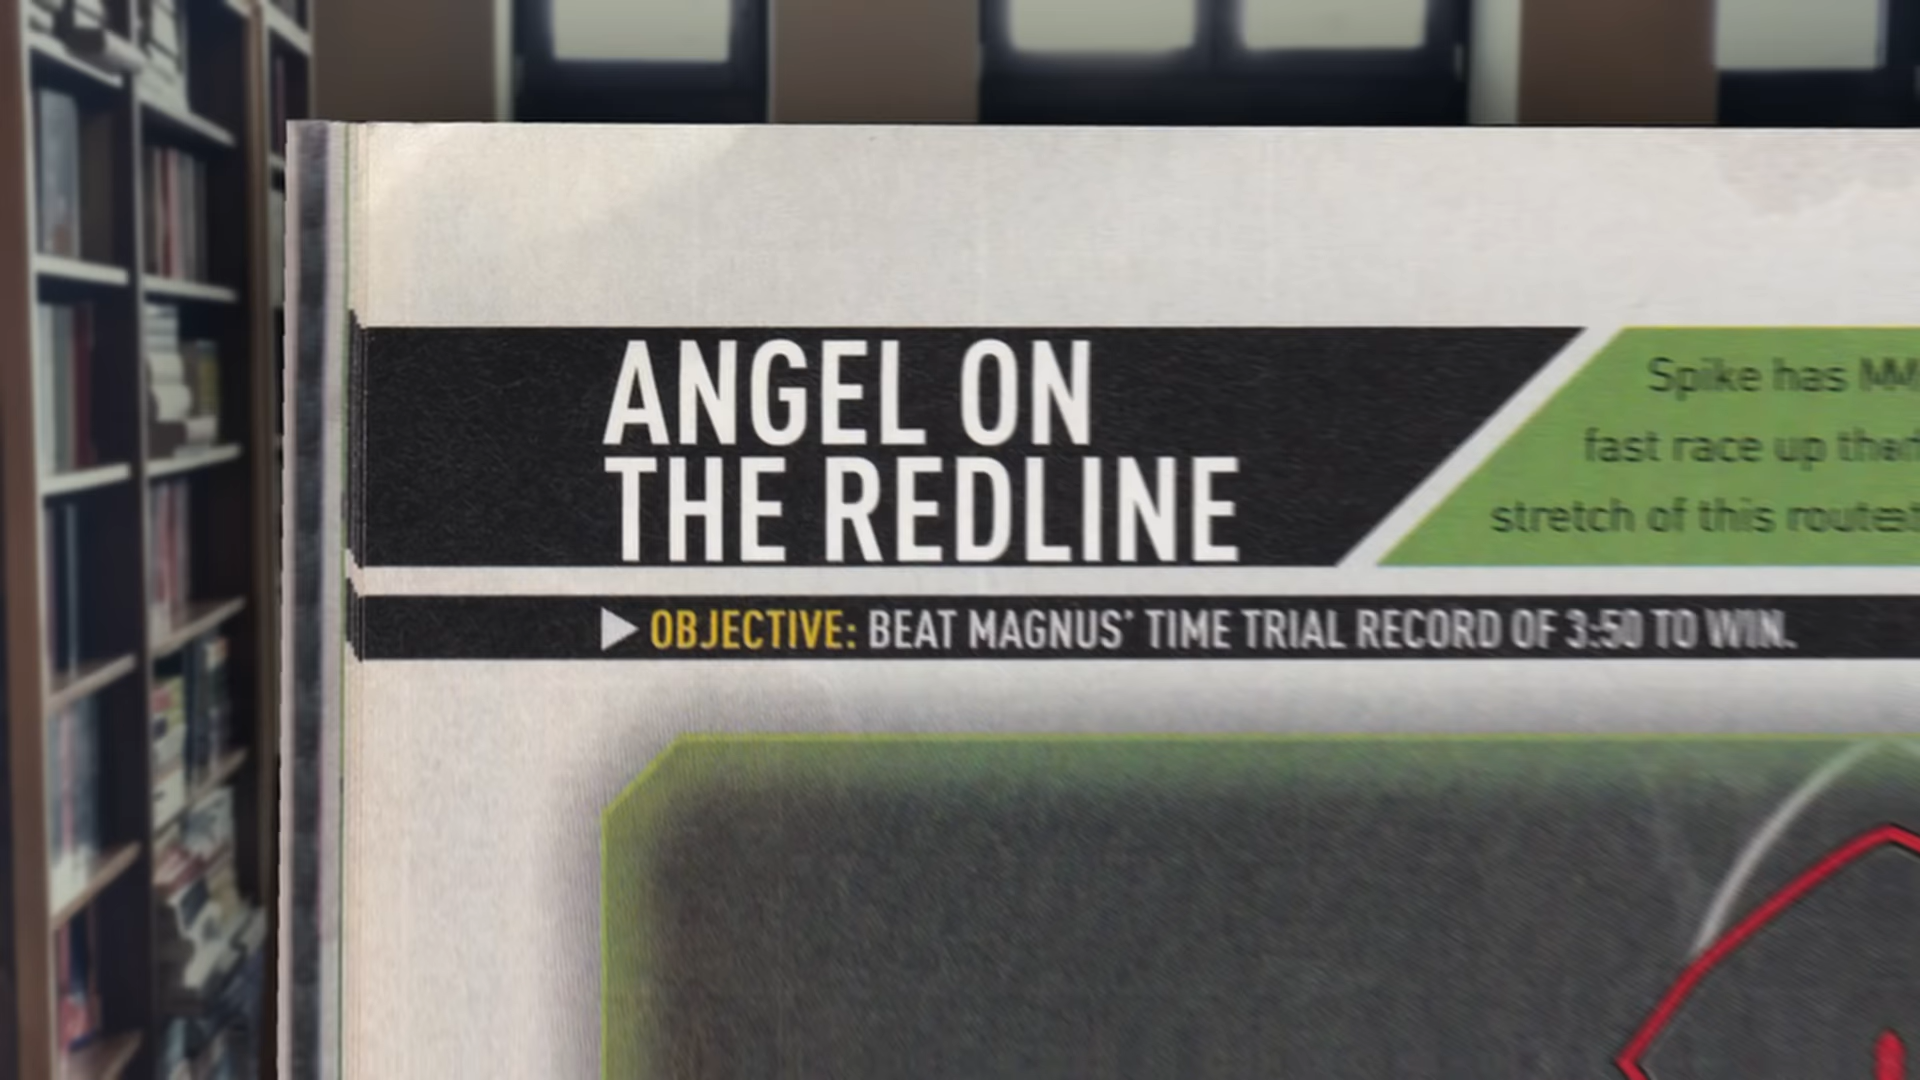 ANGEL ON
THE REDLINE
Spike has
fast race up
stretch of this
OBJECTIVE: BEAT MAGNUS' TIME TRIAL RECORD OF 3:50 TO WIN.